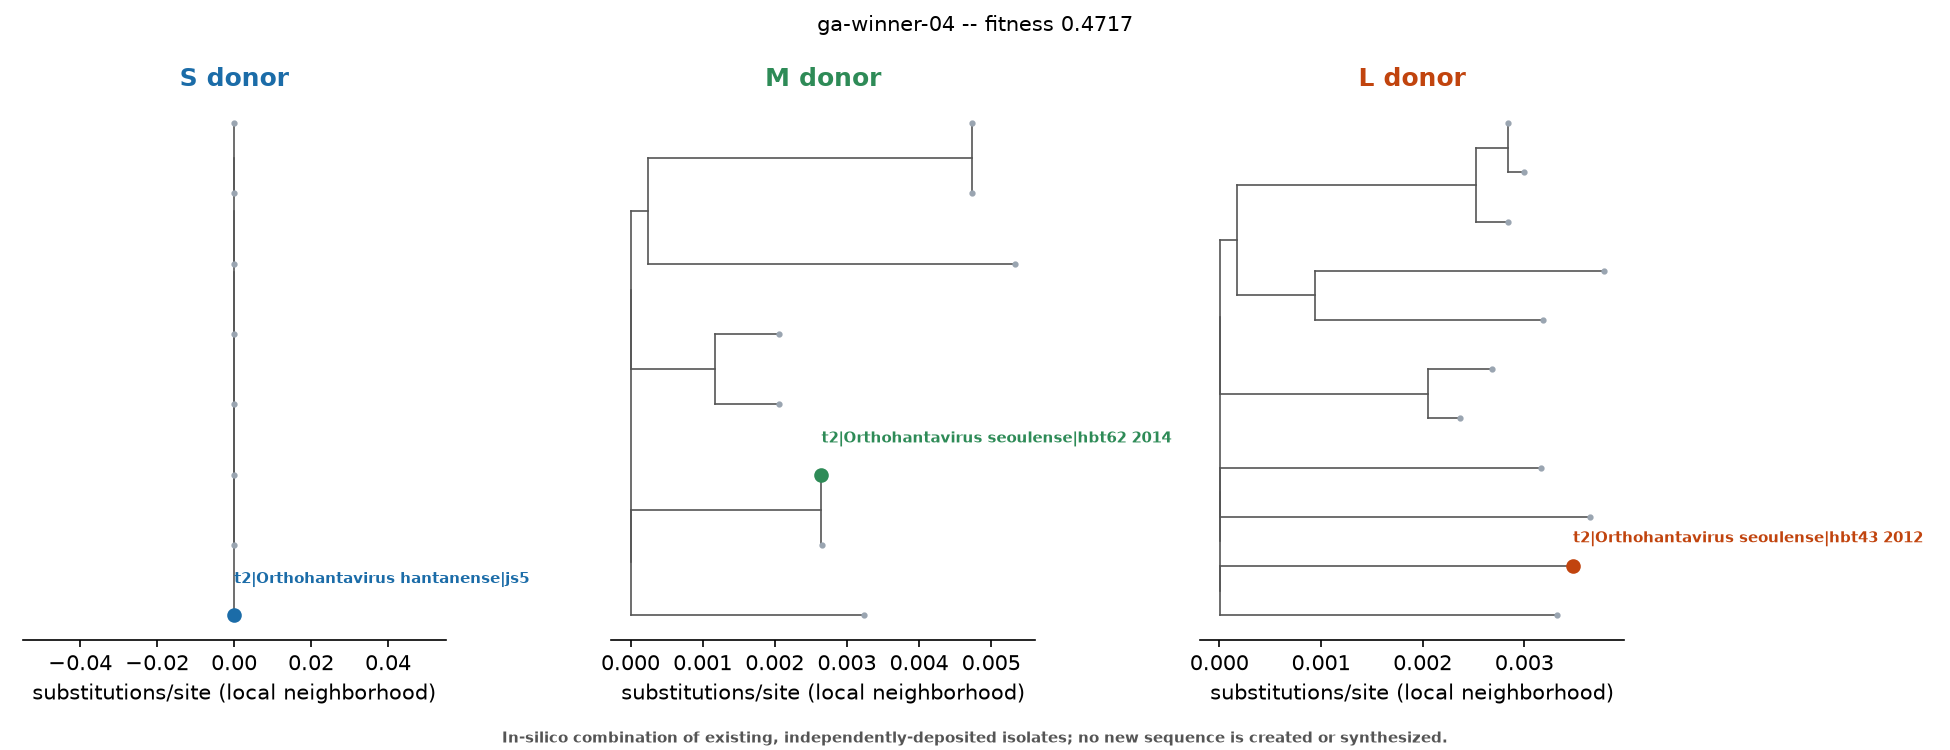 ga-winner-04 -- fitness 0.4717
S donor
M donor
L donor
t2|Orthohantavirus seoulense|hbt62 2014
t2|Orthohantavirus seoulense|hbt43 2012
t2|Orthohantavirus hantanense|js5
−0.04 −0.02 0.00 0.02 0.04
0.000 0.001 0.002 0.003 0.004 0.005
0.000 0.001 0.002 0.003
substitutions/site (local neighborhood)
substitutions/site (local neighborhood)
substitutions/site (local neighborhood)
In-silico combination of existing, independently-deposited isolates; no new sequence is created or synthesized.